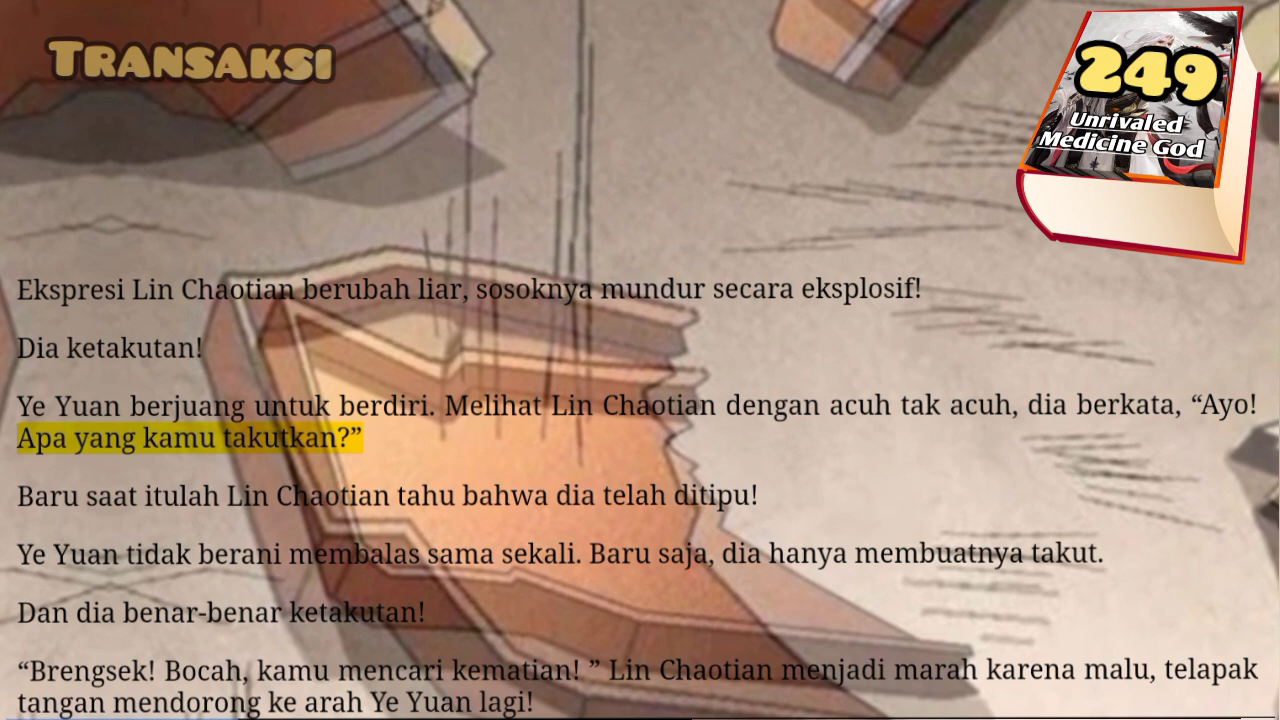 Transaksi
249
Unrivaled
Medicine God
Ekspresi Lin Chaotian berubah liar, sosoknya mundur secara eksplosif!
Dia ketakutan!
Ye Yuan berjuang untuk berdiri. Melihat Lin Chaotian dengan acuh tak acuh, dia berkata, “Ayo!
Apa yang kamu takutkan?”
Baru saat itulah Lin Chaotian tahu bahwa dia telah ditipu!
Ye Yuan tidak berani membalas sama sekali. Baru saja, dia hanya membuatnya takut.
Dan dia benar-benar ketakutan!
“Brengsek! Bocah, kamu mencari kematian! ” Lin Chaotian menjadi marah karena malu, telapak
tangan mendorong ke arah Ye Yuan lagi!